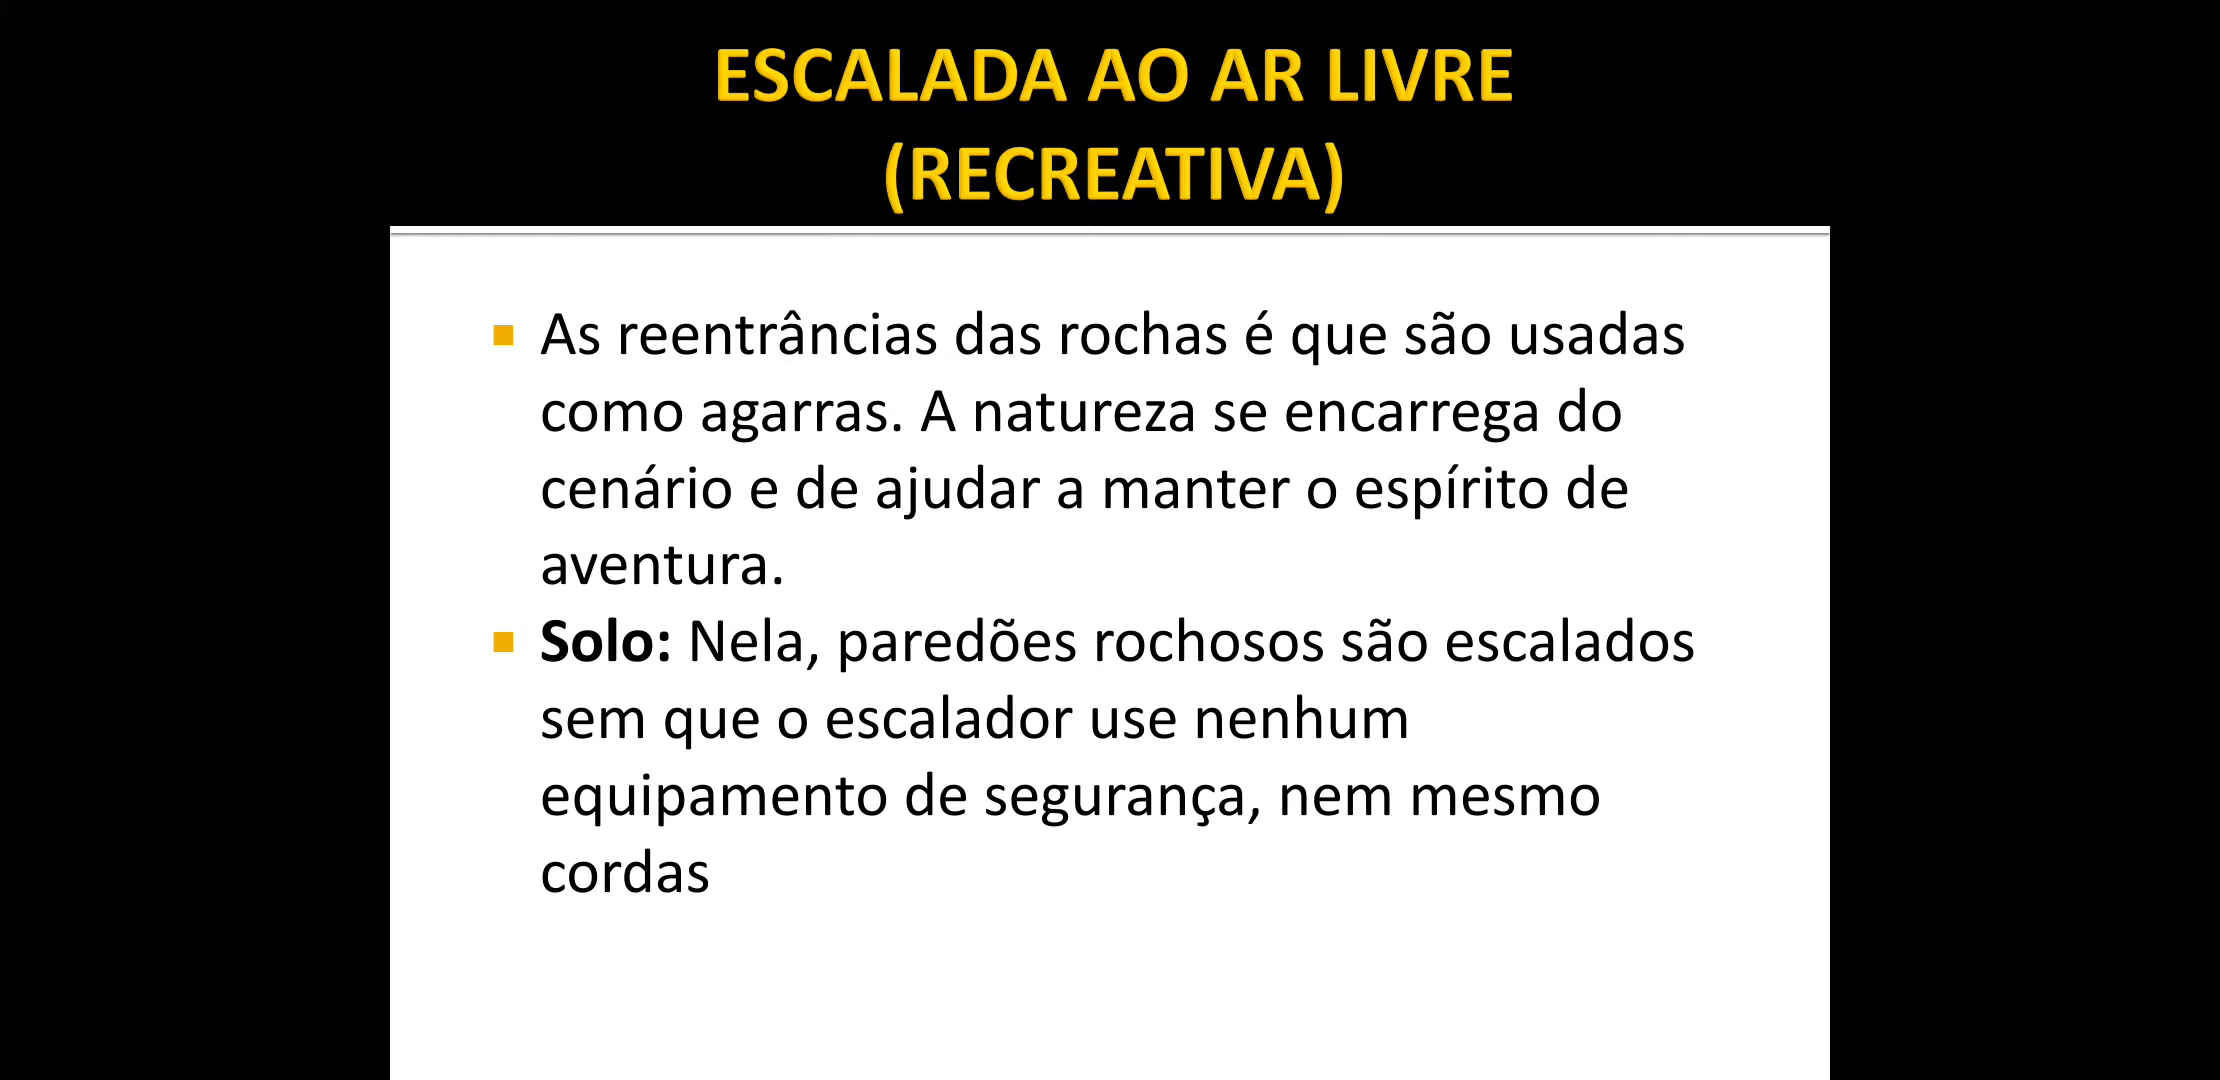 ESCALADA AO AR LIVRE
(RECREATIVA)
As reentrâncias das rochas é que são usadas
como agarras. A natureza se encarrega do
cenário e de ajudar a manter o espírito de
aventura.
Solo: Nela, paredões rochosos são escalados
sem que o escalador use nenhum
equipamento de segurança, nem mesmo
cordas